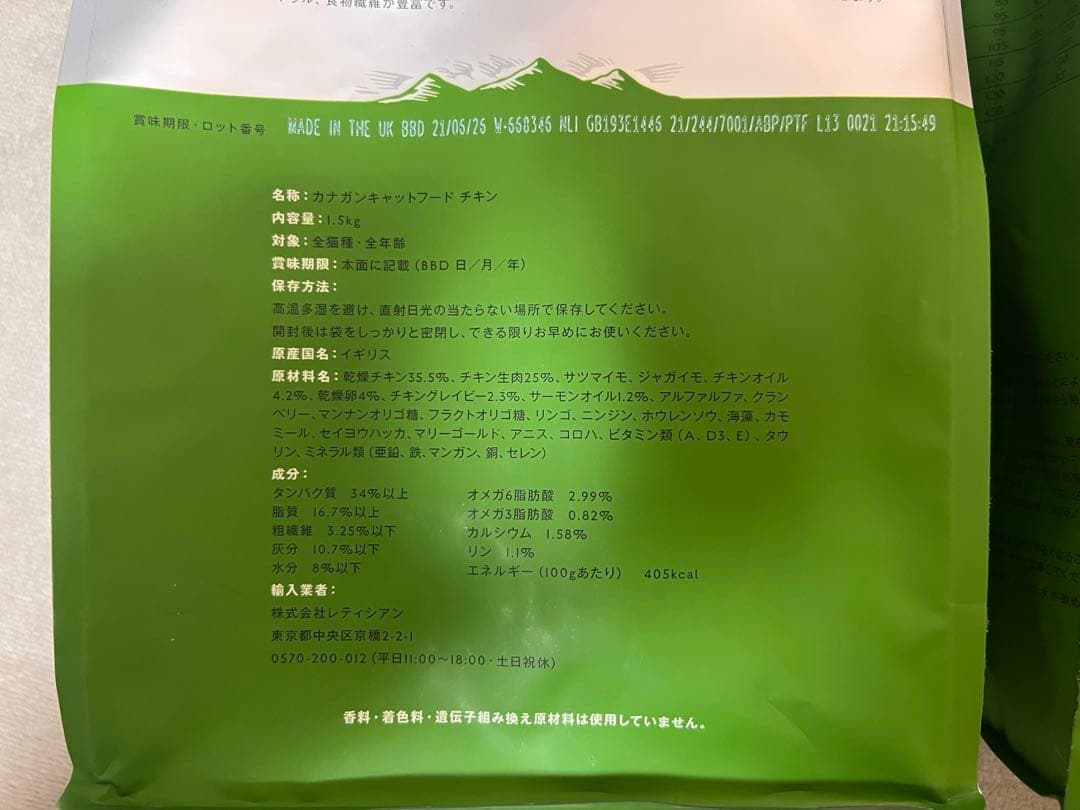 ラル、食物繊維が豊富です。
賞味期限・ロット番号 MADE IN THE UK BBD 21/06/26 W-668346 NLI GB193E1446 21/244/7001/ABP/PTF L13 0021 21:15:49
名称：カナガンキャットフード チキン
内容量：1.5kg
対象：全猫種・全年齢
賞味期限：本面に記載（BBD 日／月／年）
保存方法：
高温多湿を避け、直射日光の当たらない場所で保存してください。
開封後は袋をしっかりと密閉し、できる限りお早めにお使いください。
原産国名：イギリス
原材料名：乾燥チキン35.5%、チキン生肉25%、サツマイモ、ジャガイモ、チキンオイル
4.2%、乾燥卵4%、チキングレイビー2.3%、サーモンオイル1.2%、アルファルファ、クラン
ベリー、マンナンオリゴ糖、フラクトオリゴ糖、リンゴ、ニンジン、ホウレンソウ、海藻、カモ
ミール、セイヨウハッカ、マリーゴールド、アニス、コロハ、ビタミン類（A、D3、E）、タウ
リン、ミネラル類（亜鉛、鉄、マンガン、銅、セレン）
成分：
タンパク質 34%以上 オメガ6脂肪酸 2.99%
脂質 16.7%以上 オメガ3脂肪酸 0.82%
粗繊維 3.25%以下 カルシウム 1.58%
灰分 10.7%以下 リン 1.1%
水分 8%以下 エネルギー（100gあたり） 405kcal
輸入業者：
株式会社レティシアン
東京都中央区京橋2-2-1
0570-200-012（平日11:00〜18:00・土日祝休）
香料・着色料・遺伝子組み換え原材料は使用していません。